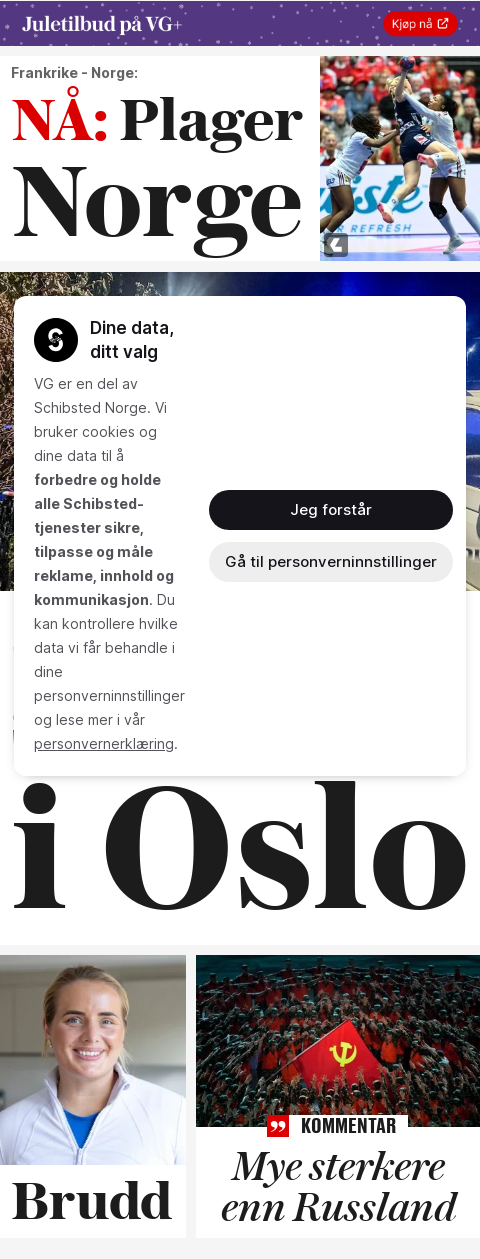 Juletilbud på VG+
Kjøp nå
Frankrike - Norge:
NÅ: Plager
Norge
Dine data,
ditt valg
VG er en del av
Schibsted Norge. Vi
bruker cookies og
dine data til å
forbedre og holde
alle Schibsted-
tjenester sikre,
tilpasse og måle
reklame, innhold og
kommunikasjon. Du
kan kontrollere hvilke
data vi får behandle i
dine
personverninnstillinger
og lese mer i vår
personvernerklæring.
Jeg forstår
Gå til personverninnstillinger
i Oslo
Brudd
KOMMENTAR
Mye sterkere
enn Russland